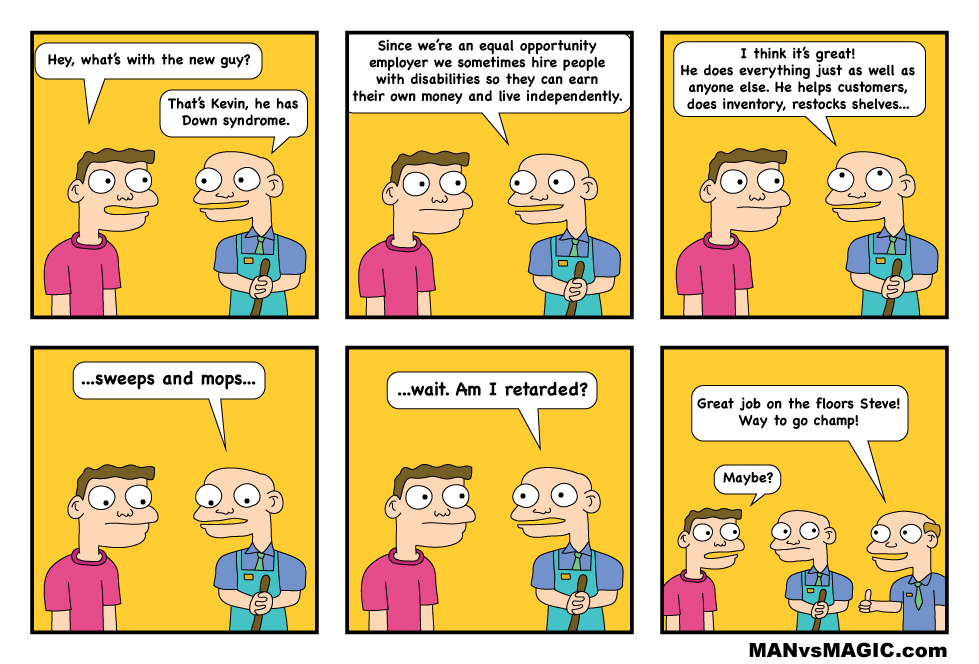 Hey, what's with the new guy?
That's Kevin, he has
Down syndrome.
Since we're an equal opportunity
employer we sometimes hire people
with disabilities so they can earn
their own money and live independently.
I think it's great!
He does everything just as well as
anyone else. He helps customers,
does inventory, restocks shelves...
...sweeps and mops...
...wait. Am I retarded?
Great job on the floors Steve!
Way to go champ!
Maybe?
MANvsMAGIC.com